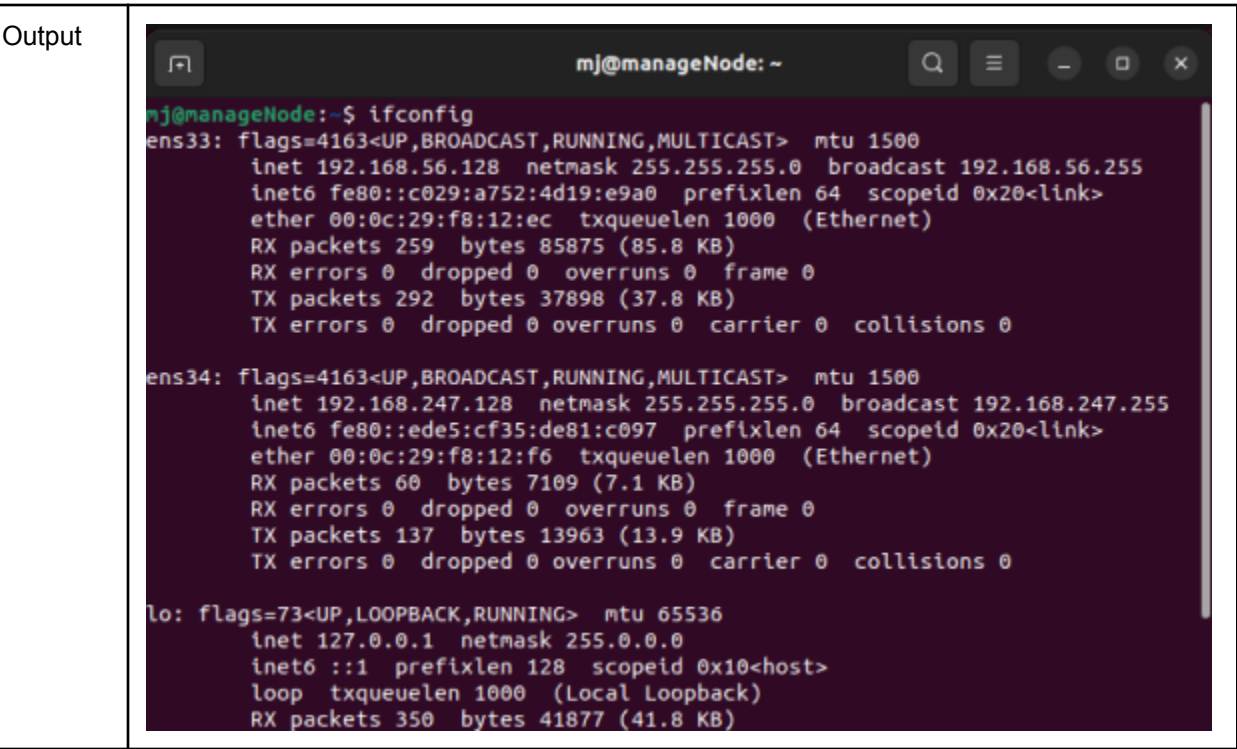 Output
mj@manageNode: ~
mj@manageNode:~$ ifconfig
ens33: flags=4163<UP,BROADCAST,RUNNING,MULTICAST>  mtu 1500
        inet 192.168.56.128  netmask 255.255.255.0  broadcast 192.168.56.255
        inet6 fe80::c029:a752:4d19:e9a0  prefixlen 64  scopeid 0x20<link>
        ether 00:0c:29:f8:12:ec  txqueuelen 1000  (Ethernet)
        RX packets 259  bytes 85875 (85.8 KB)
        RX errors 0  dropped 0  overruns 0  frame 0
        TX packets 292  bytes 37898 (37.8 KB)
        TX errors 0  dropped 0 overruns 0  carrier 0  collisions 0
ens34: flags=4163<UP,BROADCAST,RUNNING,MULTICAST>  mtu 1500
        inet 192.168.247.128  netmask 255.255.255.0  broadcast 192.168.247.255
        inet6 fe80::ede5:cf35:de81:c097  prefixlen 64  scopeid 0x20<link>
        ether 00:0c:29:f8:12:f6  txqueuelen 1000  (Ethernet)
        RX packets 60  bytes 7109 (7.1 KB)
        RX errors 0  dropped 0  overruns 0  frame 0
        TX packets 137  bytes 13963 (13.9 KB)
        TX errors 0  dropped 0 overruns 0  carrier 0  collisions 0
lo: flags=73<UP,LOOPBACK,RUNNING>  mtu 65536
        inet 127.0.0.1  netmask 255.0.0.0
        inet6 ::1  prefixlen 128  scopeid 0x10<host>
        loop  txqueuelen 1000  (Local Loopback)
        RX packets 350  bytes 41877 (41.8 KB)